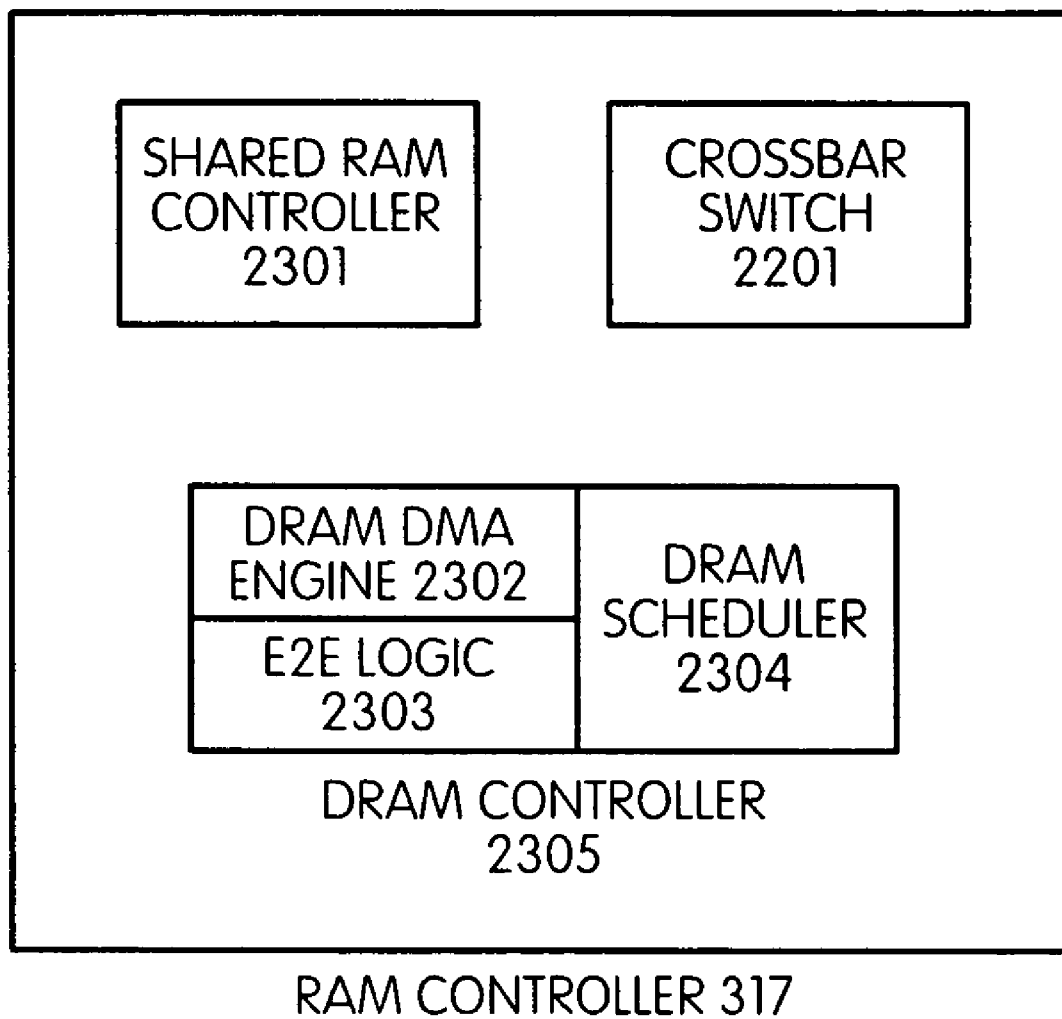 SHARED RAM
CONTROLLER
2301
CROSSBAR
SWITCH
2201
DRAM DMA
ENGINE 2302
E2E LOGIC
2303
DRAM
SCHEDULER
2304
DRAM CONTROLLER
2305
RAM CONTROLLER 317